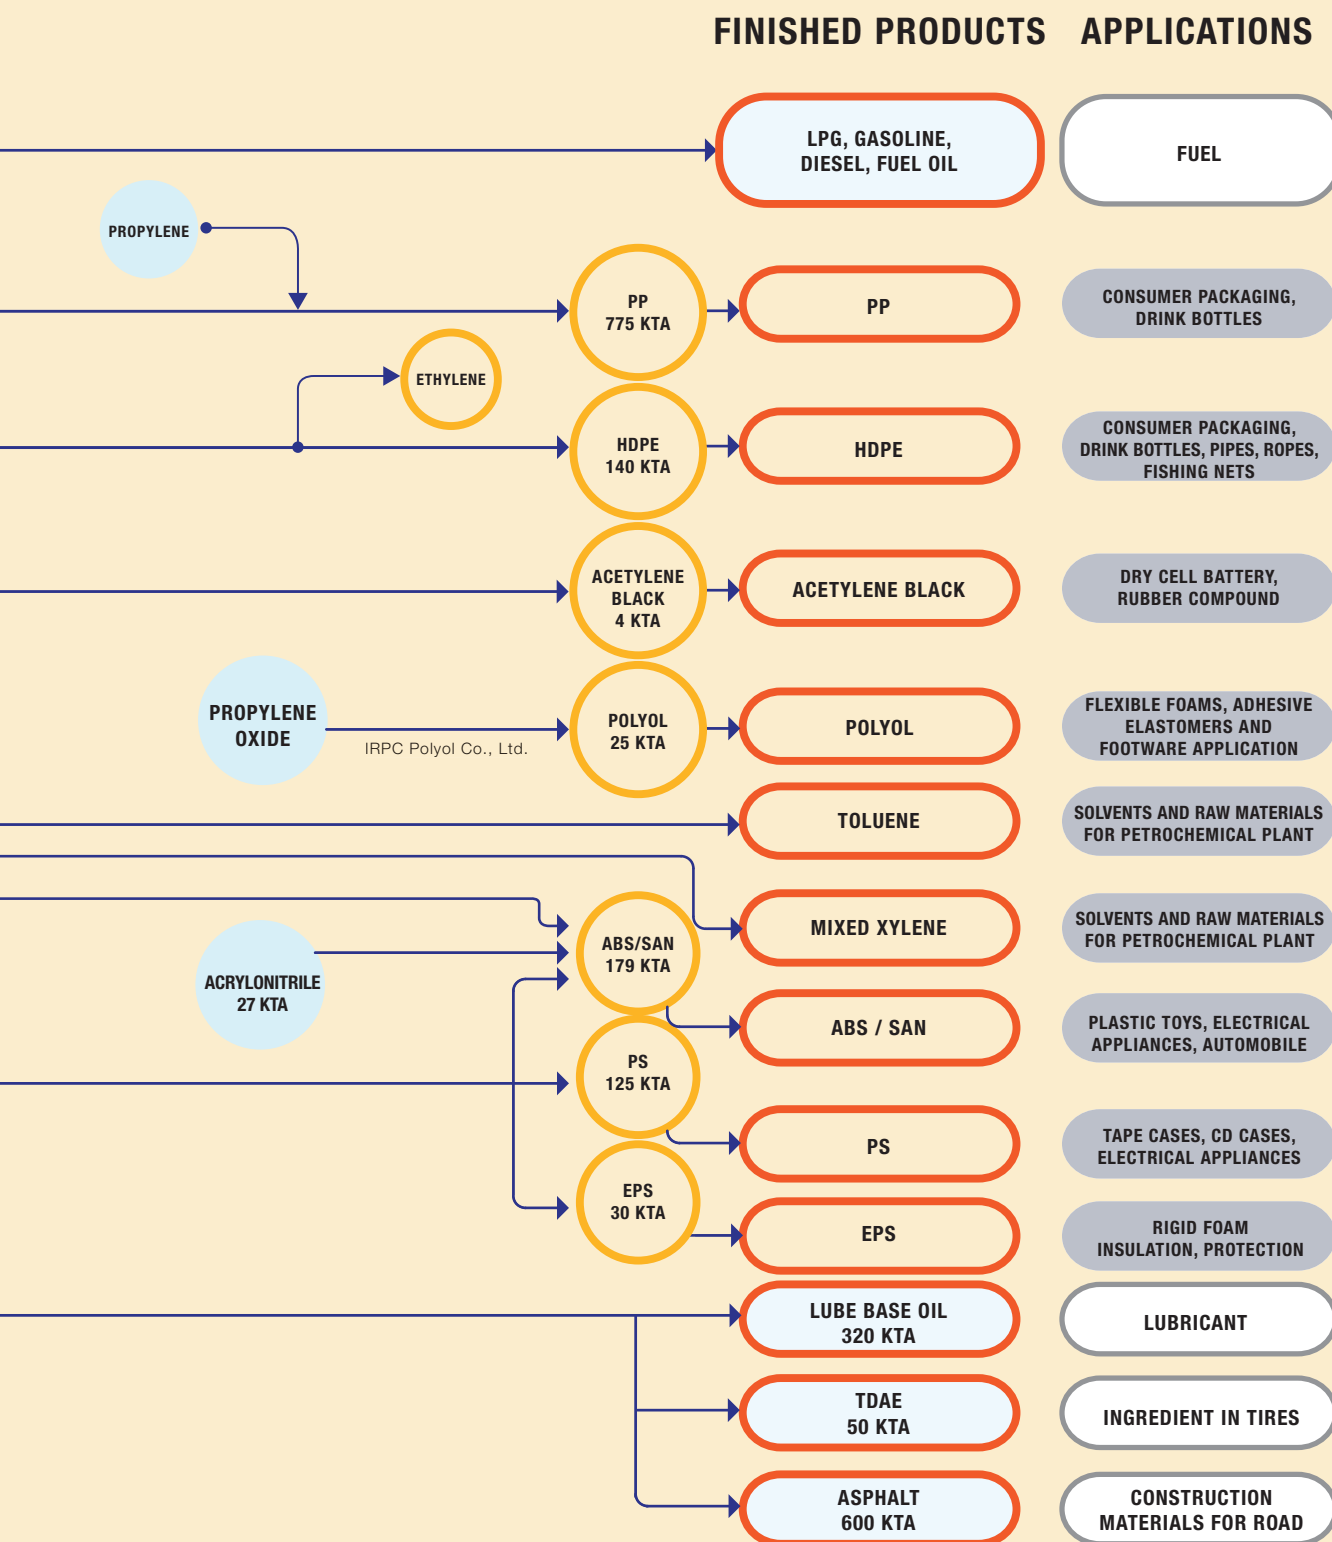 FINISHED PRODUCTS
APPLICATIONS
LPG, GASOLINE,
DIESEL, FUEL OIL
FUEL
PROPYLENE
PP
775 KTA
PP
CONSUMER PACKAGING,
DRINK BOTTLES
ETHYLENE
HDPE
140 KTA
HDPE
CONSUMER PACKAGING,
DRINK BOTTLES, PIPES, ROPES,
FISHING NETS
ACETYLENE
BLACK
4 KTA
ACETYLENE BLACK
DRY CELL BATTERY,
RUBBER COMPOUND
PROPYLENE
OXIDE
IRPC Polyol Co., Ltd.
POLYOL
25 KTA
POLYOL
FLEXIBLE FOAMS, ADHESIVE
ELASTOMERS AND
FOOTWARE APPLICATION
TOLUENE
SOLVENTS AND RAW MATERIALS
FOR PETROCHEMICAL PLANT
MIXED XYLENE
SOLVENTS AND RAW MATERIALS
FOR PETROCHEMICAL PLANT
ACRYLONITRILE
27 KTA
ABS/SAN
179 KTA
ABS / SAN
PLASTIC TOYS, ELECTRICAL
APPLIANCES, AUTOMOBILE
PS
125 KTA
PS
TAPE CASES, CD CASES,
ELECTRICAL APPLIANCES
EPS
30 KTA
EPS
RIGID FOAM
INSULATION, PROTECTION
LUBE BASE OIL
320 KTA
LUBRICANT
TDAE
50 KTA
INGREDIENT IN TIRES
ASPHALT
600 KTA
CONSTRUCTION
MATERIALS FOR ROAD